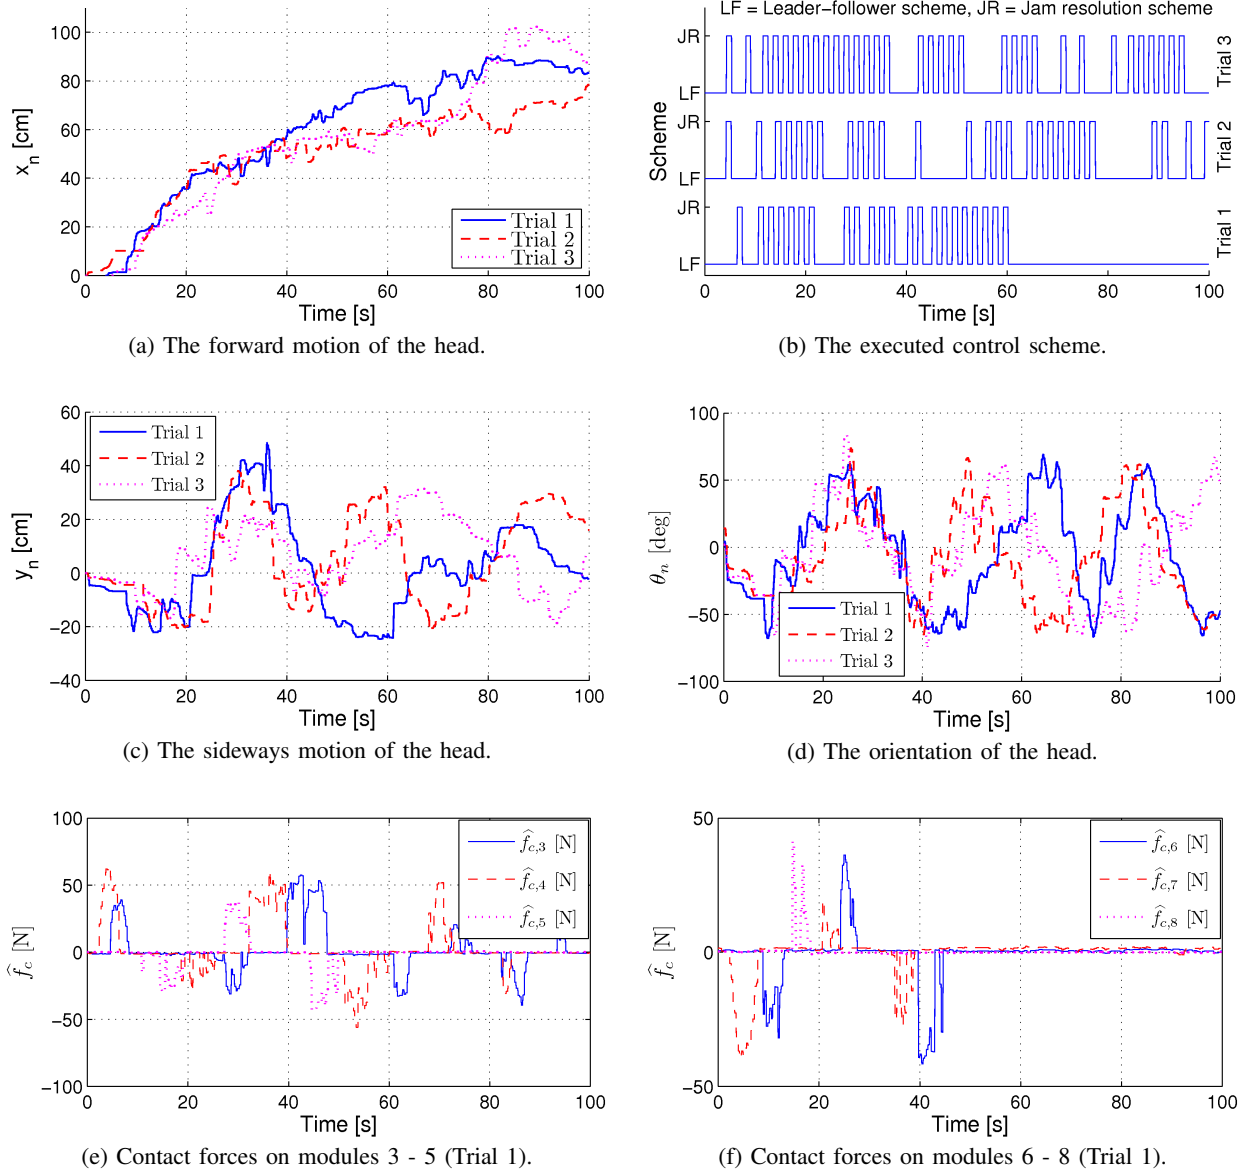 100
80
60
40
20
0
x_n [cm]
0 20 40 60 80 100
Time [s]
Trial 1
Trial 2
Trial 3
(a) The forward motion of the head.
LF = Leader−follower scheme, JR = Jam resolution scheme
JR
LF
JR
LF
JR
LF
Scheme
Trial 3
Trial 2
Trial 1
0 20 40 60 80 100
Time [s]
(b) The executed control scheme.
60
40
20
0
−20
−40
y_n [cm]
Trial 1
Trial 2
Trial 3
0 20 40 60 80 100
Time [s]
(c) The sideways motion of the head.
100
50
0
−50
−100
θ_n [deg]
Trial 1
Trial 2
Trial 3
0 20 40 60 80 100
Time [s]
(d) The orientation of the head.
100
50
0
−50
−100
f̂_c [N]
f̂_{c,3} [N]
f̂_{c,4} [N]
f̂_{c,5} [N]
0 20 40 60 80 100
Time [s]
(e) Contact forces on modules 3 - 5 (Trial 1).
50
0
−50
f̂_c [N]
f̂_{c,6} [N]
f̂_{c,7} [N]
f̂_{c,8} [N]
0 20 40 60 80 100
Time [s]
(f) Contact forces on modules 6 - 8 (Trial 1).